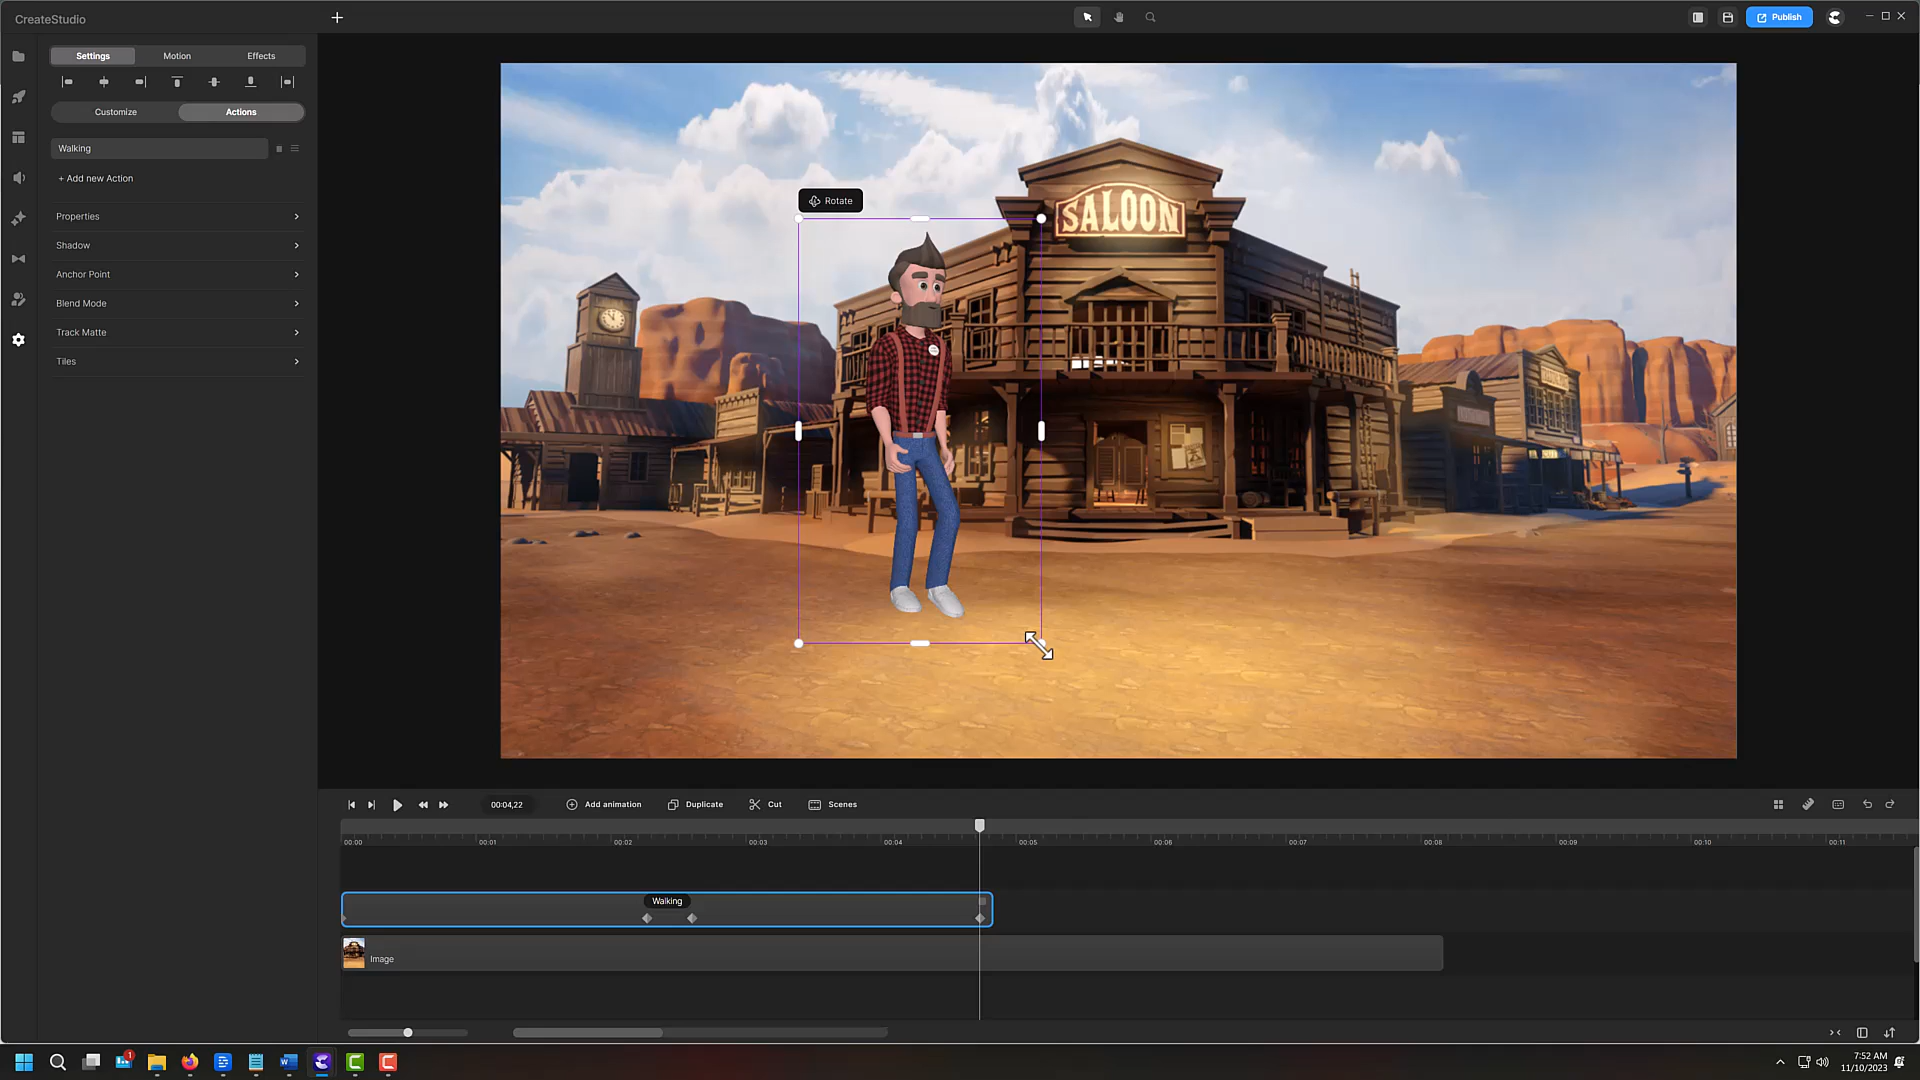 CreateStudio
Publish
Settings Motion Effects
Customize Actions
Walking
+ Add new Action
Properties
Shadow
Anchor Point
Blend Mode
Track Matte
Tiles
Rotate
SALOON
00:04,22 Add animation Duplicate Cut Scenes
00:00 00:01 00:02 00:03 00:04 00:05 00:06 00:07 00:08 00:09 00:10 00:11
Walking
Image
1
7:52 AM
11/10/2023